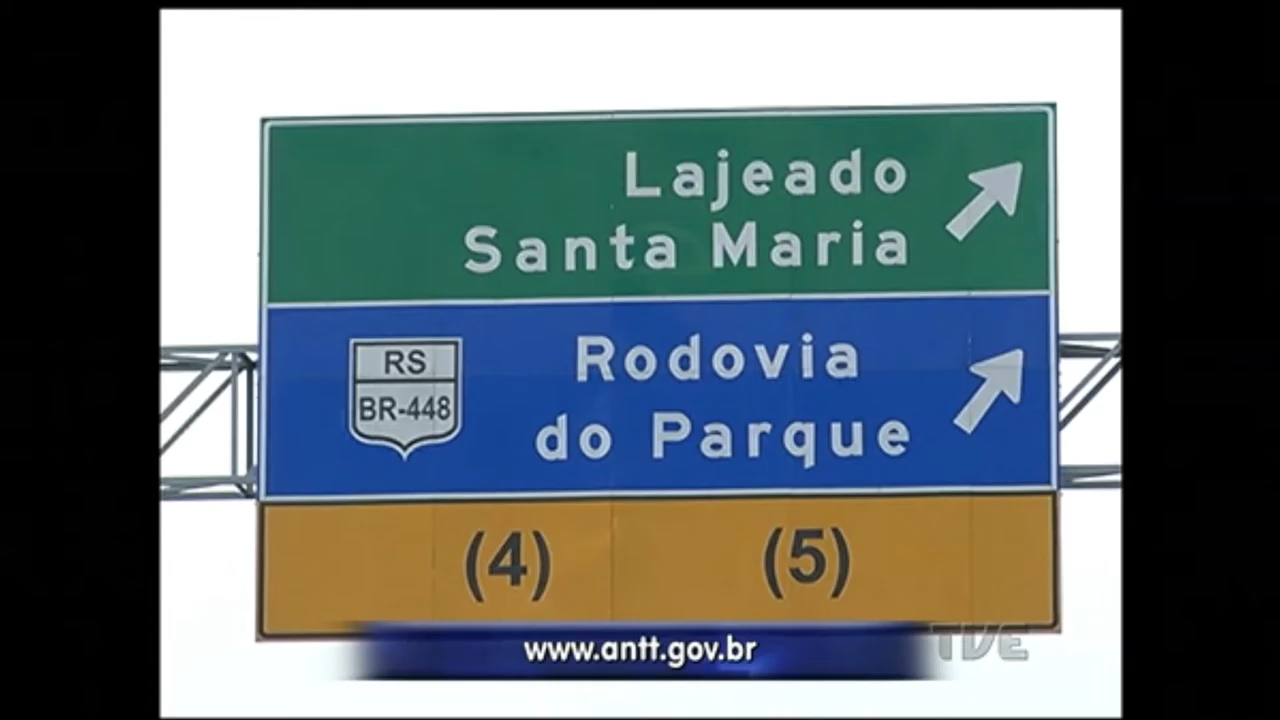 Lajeado
Santa Maria
RS
BR-448
Rodovia
do Parque
(4) (5)
www.antt.gov.br
TVE